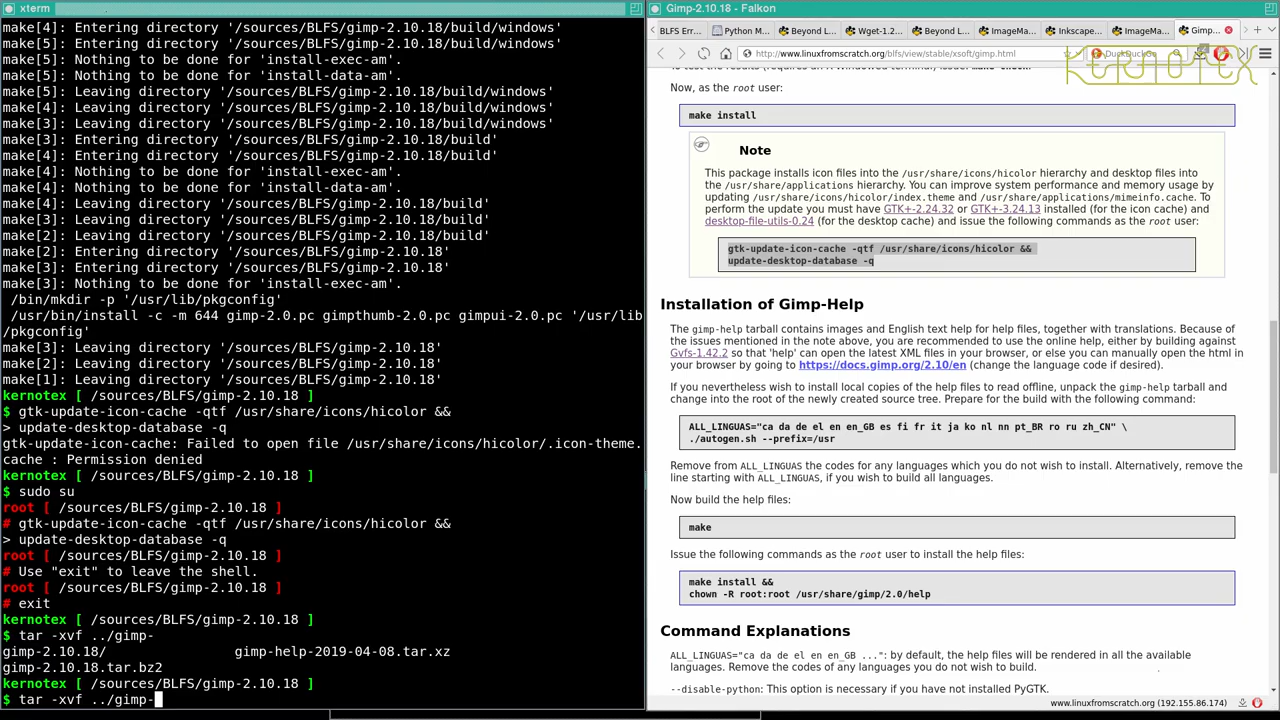 xterm
make[4]: Entering directory '/sources/BLFS/gimp-2.10.18/build/windows'
make[5]: Entering directory '/sources/BLFS/gimp-2.10.18/build/windows'
make[5]: Nothing to be done for 'install-exec-am'.
make[5]: Nothing to be done for 'install-data-am'.
make[5]: Leaving directory '/sources/BLFS/gimp-2.10.18/build/windows'
make[4]: Leaving directory '/sources/BLFS/gimp-2.10.18/build/windows'
make[3]: Leaving directory '/sources/BLFS/gimp-2.10.18/build/windows'
make[3]: Entering directory '/sources/BLFS/gimp-2.10.18/build'
make[4]: Entering directory '/sources/BLFS/gimp-2.10.18/build'
make[4]: Nothing to be done for 'install-exec-am'.
make[4]: Nothing to be done for 'install-data-am'.
make[4]: Leaving directory '/sources/BLFS/gimp-2.10.18/build'
make[3]: Leaving directory '/sources/BLFS/gimp-2.10.18/build'
make[2]: Leaving directory '/sources/BLFS/gimp-2.10.18/build'
make[2]: Entering directory '/sources/BLFS/gimp-2.10.18'
make[3]: Entering directory '/sources/BLFS/gimp-2.10.18'
make[3]: Nothing to be done for 'install-exec-am'.
/bin/mkdir -p '/usr/lib/pkgconfig'
/usr/bin/install -c -m 644 gimp-2.0.pc gimpthumb-2.0.pc gimpui-2.0.pc '/usr/lib
/pkgconfig'
make[3]: Leaving directory '/sources/BLFS/gimp-2.10.18'
make[2]: Leaving directory '/sources/BLFS/gimp-2.10.18'
make[1]: Leaving directory '/sources/BLFS/gimp-2.10.18'
kernotex [ /sources/BLFS/gimp-2.10.18 ]
$ gtk-update-icon-cache -qtf /usr/share/icons/hicolor &&
> update-desktop-database -q
gtk-update-icon-cache: Failed to open file /usr/share/icons/hicolor/.icon-theme.
cache : Permission denied
kernotex [ /sources/BLFS/gimp-2.10.18 ]
$ sudo su
root [ /sources/BLFS/gimp-2.10.18 ]
# gtk-update-icon-cache -qtf /usr/share/icons/hicolor &&
> update-desktop-database -q
root [ /sources/BLFS/gimp-2.10.18 ]
# Use "exit" to leave the shell.
root [ /sources/BLFS/gimp-2.10.18 ]
# exit
kernotex [ /sources/BLFS/gimp-2.10.18 ]
$ tar -xvf ../gimp-
gimp-2.10.18/ gimp-help-2019-04-08.tar.xz
gimp-2.10.18.tar.bz2
kernotex [ /sources/BLFS/gimp-2.10.18 ]
$ tar -xvf ../gimp-
Gimp-2.10.18 - Falkon
BLFS Err... Python M... Beyond L... Wget-1.2... Beyond L... ImageMa... Inkscape... ImageMa... Gimp-...
http://www.linuxfromscratch.org/blfs/view/stable/xsoft/gimp.html DuckDuckGo
KERNOTEX
Now, as the root user:
make install
Note
This package installs icon files into the /usr/share/icons/hicolor hierarchy and desktop files into
the /usr/share/applications hierarchy. You can improve system performance and memory usage by
updating /usr/share/icons/hicolor/index.theme and /usr/share/applications/mimeinfo.cache. To
perform the update you must have GTK+-2.24.32 or GTK+-3.24.13 installed (for the icon cache) and
desktop-file-utils-0.24 (for the desktop cache) and issue the following commands as the root user:
gtk-update-icon-cache -qtf /usr/share/icons/hicolor &&
update-desktop-database -q
Installation of Gimp-Help
The gimp-help tarball contains images and English text help for help files, together with translations. Because of
the issues mentioned in the note above, you are recommended to use the online help, either by building against
Gvfs-1.42.2 so that 'help' can open the latest XML files in your browser, or else you can manually open the html in
your browser by going to https://docs.gimp.org/2.10/en (change the language code if desired).
If you nevertheless wish to install local copies of the help files to read offline, unpack the gimp-help tarball and
change into the root of the newly created source tree. Prepare for the build with the following command:
ALL_LINGUAS="ca da de el en en_GB es fi fr it ja ko nl nn pt_BR ro ru zh_CN" \
./autogen.sh --prefix=/usr
Remove from ALL_LINGUAS the codes for any languages which you do not wish to install. Alternatively, remove the
line starting with ALL_LINGUAS, if you wish to build all languages.
Now build the help files:
make
Issue the following commands as the root user to install the help files:
make install &&
chown -R root:root /usr/share/gimp/2.0/help
Command Explanations
ALL_LINGUAS="ca da de el en en_GB ...": by default, the help files will be rendered in all the available
languages. Remove the codes of any languages you do not wish to build.
--disable-python: This option is necessary if you have not installed PyGTK.
www.linuxfromscratch.org (192.155.86.174)